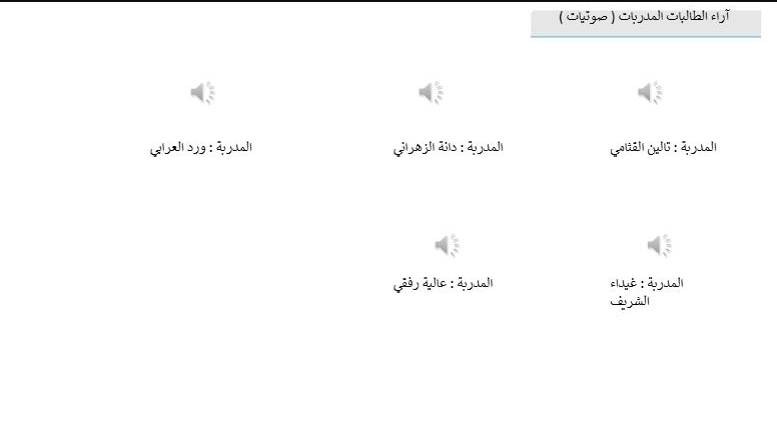 آراء الطالبات المدربات ( صوتيات )
المدربة : تالين القثامي
المدربة : دانة الزهراني
المدربة : ورد العرابي
المدربة : غيداء
الشريف
المدربة : عالية رفقي